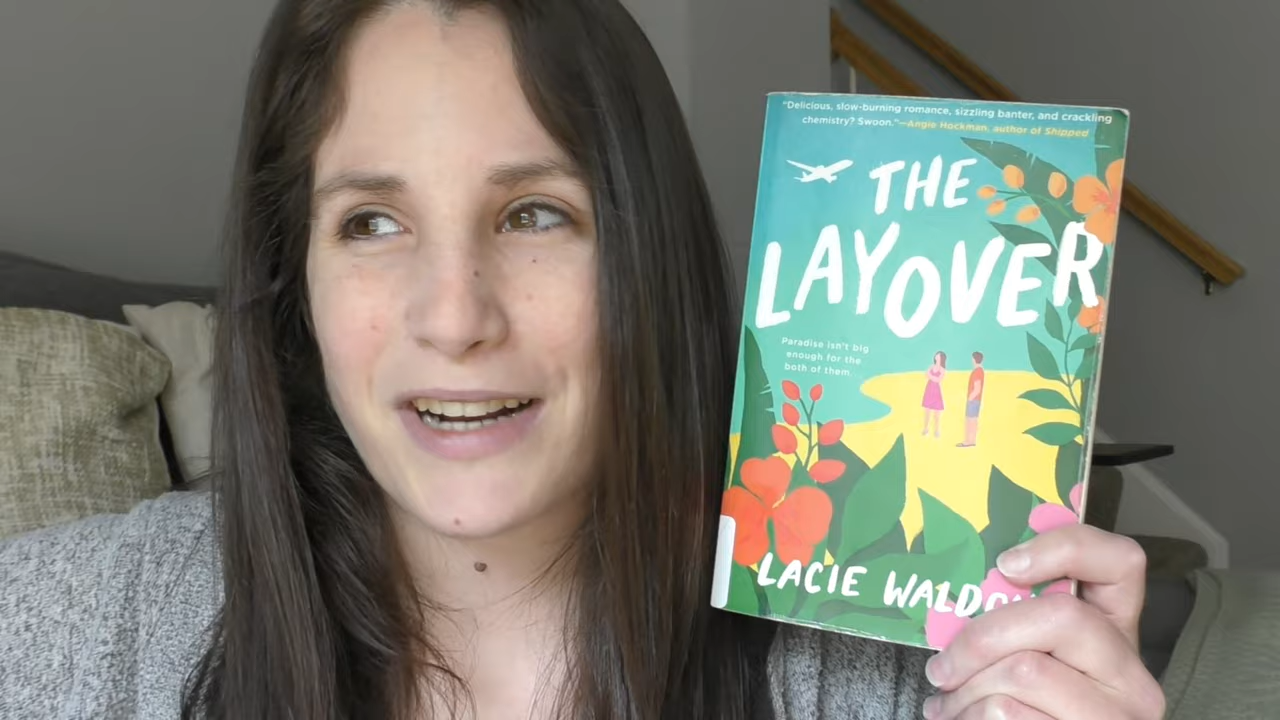 "Delicious, slow-burning romance, sizzling banter, and crackling
chemistry? Swoon."—Angie Hockman, author of Shipped
THE
LAYOVER
Paradise isn't big
enough for the
both of them.
LACIE